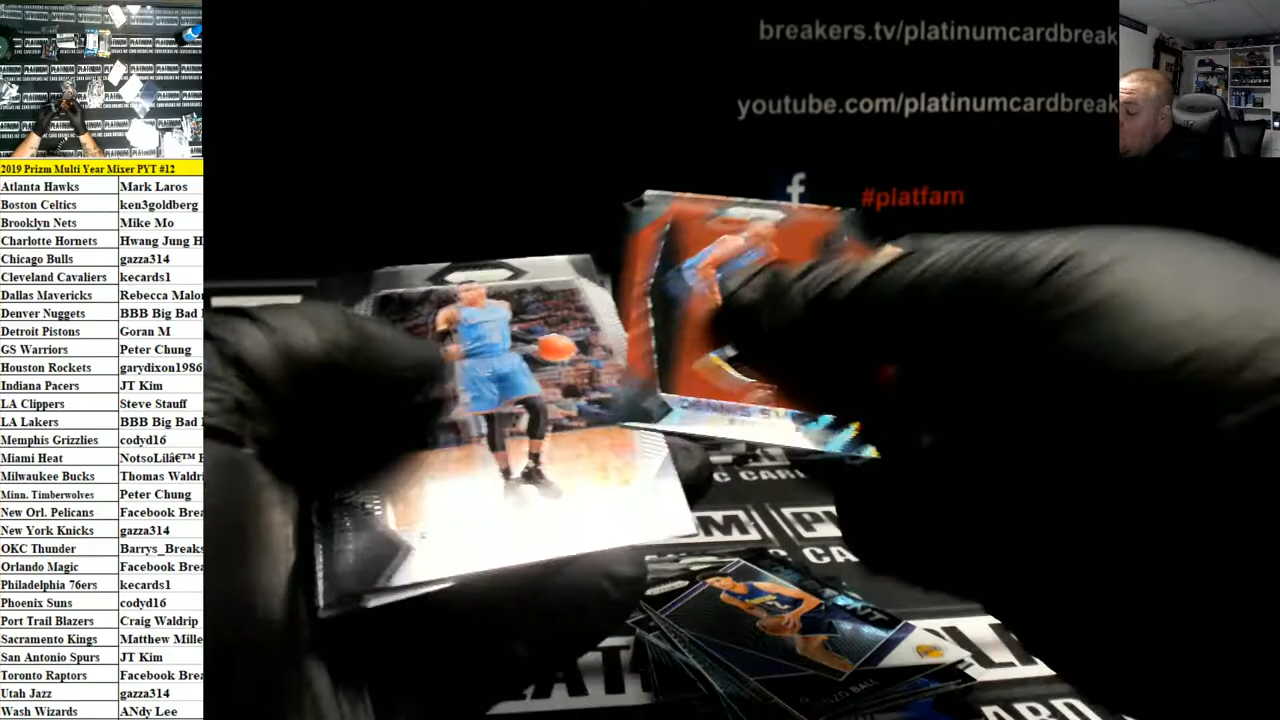 breakers.tv/platinumcardbreak
youtube.com/platinumcardbreak
#platfam
2019 Prizm Multi Year Mixer PYT #12
Atlanta Hawks Mark Laros
Boston Celtics ken3goldberg
Brooklyn Nets Mike Mo
Charlotte Hornets Hwang Jung H
Chicago Bulls gazza314
Cleveland Cavaliers kecards1
Dallas Mavericks Rebecca Malo
Denver Nuggets BBB Big Bad
Detroit Pistons Goran M
GS Warriors Peter Chung
Houston Rockets garydixon1986
Indiana Pacers JT Kim
LA Clippers Steve Stauff
LA Lakers BBB Big Bad
Memphis Grizzlies codyd16
Miami Heat NotsoLilâ€™
Milwaukee Bucks Thomas Waldr
Minn. Timberwolves Peter Chung
New Orl. Pelicans Facebook Brea
New York Knicks gazza314
OKC Thunder Barrys_Breaks
Orlando Magic Facebook Brea
Philadelphia 76ers kecards1
Phoenix Suns codyd16
Port Trail Blazers Craig Waldrip
Sacramento Kings Matthew Mille
San Antonio Spurs JT Kim
Toronto Raptors Facebook Brea
Utah Jazz gazza314
Wash Wizards ANdy Lee
C CARD
BALL